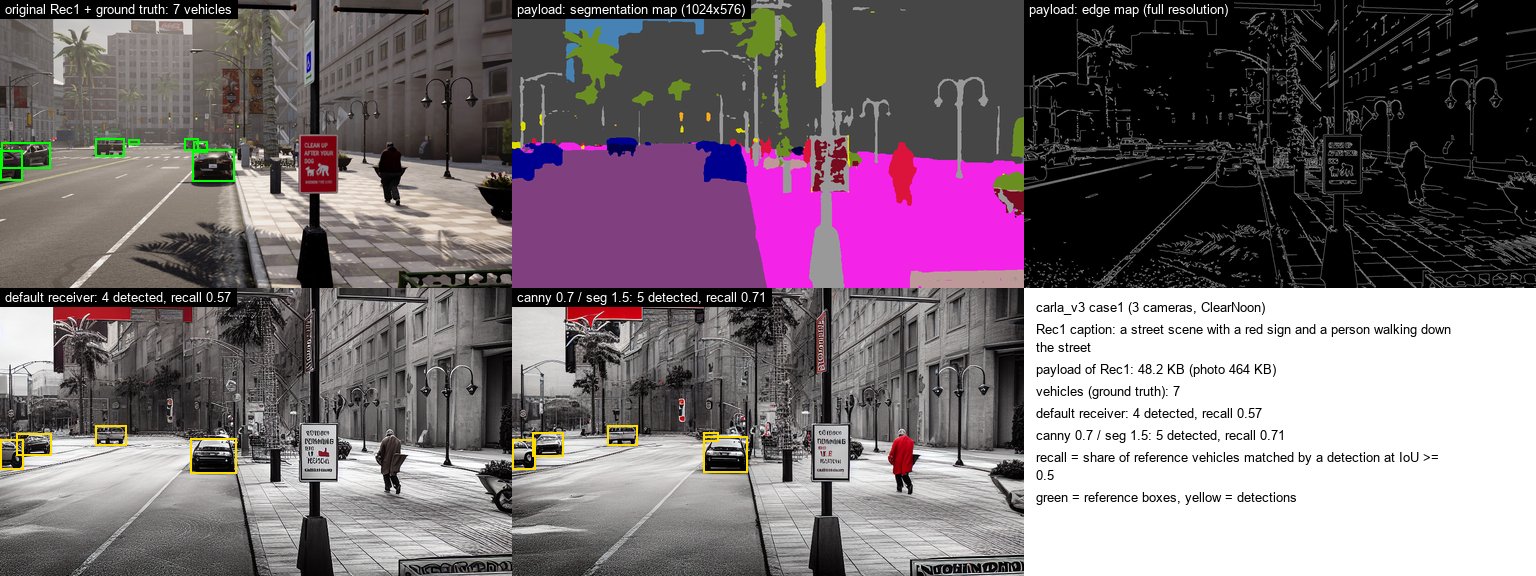 original Rec1 + ground truth: 7 vehicles
payload: segmentation map (1024x576)
payload: edge map (full resolution)
CLEAN UP
AFTER YOUR
DOG
default receiver: 4 detected, recall 0.57
canny 0.7 / seg 1.5: 5 detected, recall 0.71
carla_v3 case1 (3 cameras, ClearNoon)
Rec1 caption: a street scene with a red sign and a person walking down
the street
payload of Rec1: 48.2 KB (photo 464 KB)
vehicles (ground truth): 7
default receiver: 4 detected, recall 0.57
canny 0.7 / seg 1.5: 5 detected, recall 0.71
recall = share of reference vehicles matched by a detection at IoU >=
0.5
green = reference boxes, yellow = detections